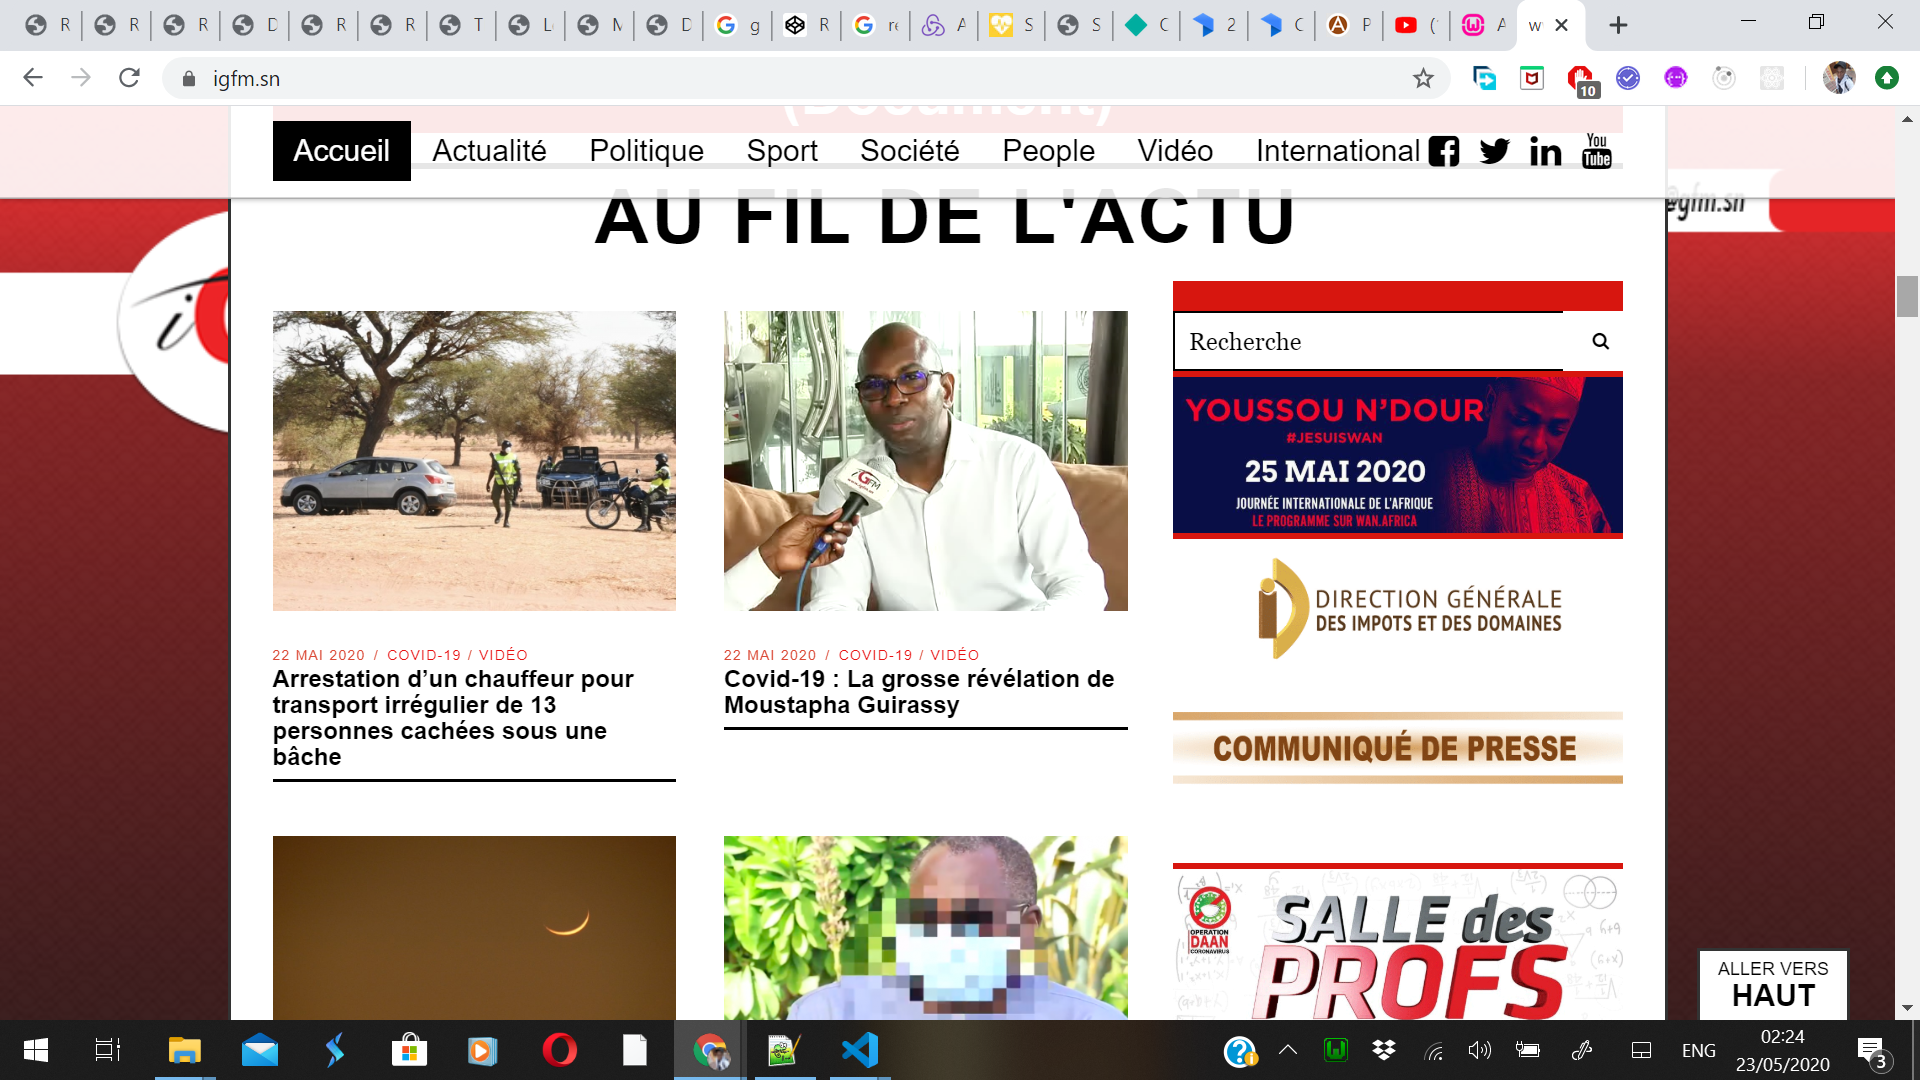 R
R
R
D
R
R
T
L
M
D
g
R
re
A
S
S
C
2
C
P
(
A
w
igfm.sn
10
(Document)
Accueil Actualité Politique Sport Société People Vidéo International
You
Tube
@gfm.sn
AU FIL DE L'ACTU
Recherche
YOUSSOU N'DOUR
#JESUISWAN
25 MAI 2020
JOURNÉE INTERNATIONALE DE L'AFRIQUE
LE PROGRAMME SUR WAN.AFRICA
iGFM
22 MAI 2020 / COVID-19 / VIDÉO
Arrestation d’un chauffeur pour
transport irrégulier de 13
personnes cachées sous une
bâche
22 MAI 2020 / COVID-19 / VIDÉO
Covid-19 : La grosse révélation de
Moustapha Guirassy
DIRECTION GÉNÉRALE
DES IMPOTS ET DES DOMAINES
COMMUNIQUÉ DE PRESSE
OPERATION
DAAN
CORONAVIRUS
SALLE des
PROFS
ALLER VERS
HAUT
ENG
02:24
23/05/2020
3